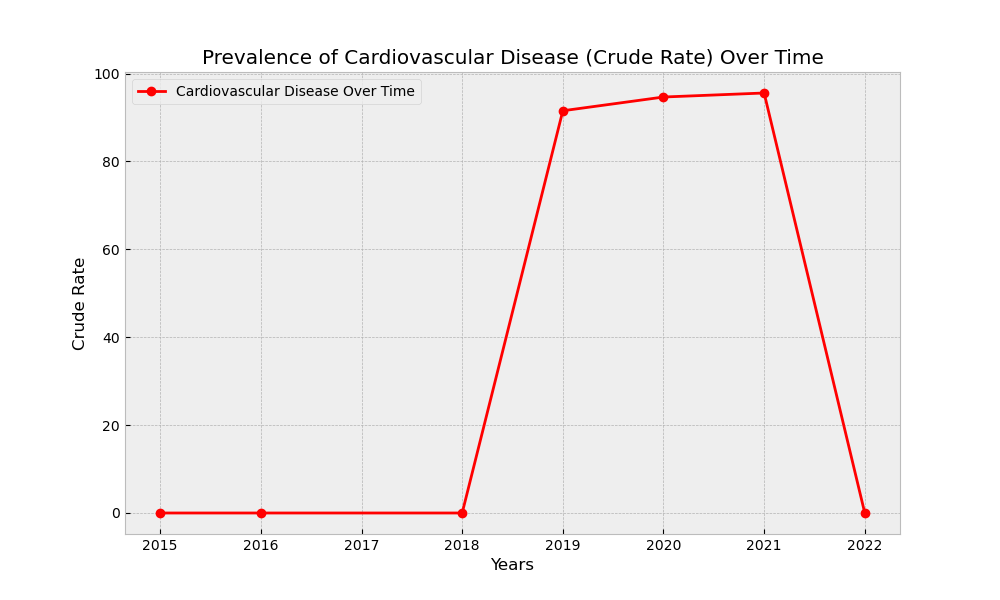 Prevalence of Cardiovascular Disease (Crude Rate) Over Time
Cardiovascular Disease Over Time
100
80
60
40
20
0
Crude Rate
2015 2016 2017 2018 2019 2020 2021 2022
Years